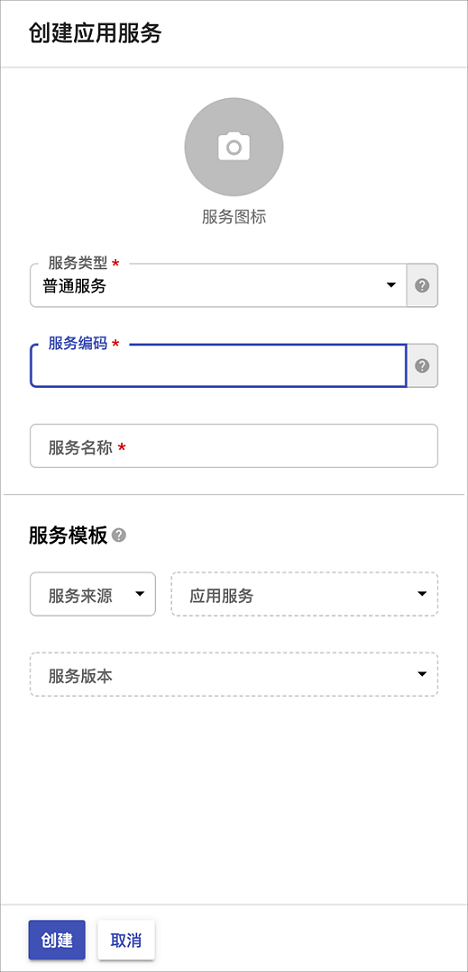 创建应用服务
服务图标
服务类型 *
普通服务
?
服务编码 *
?
服务名称 *
服务模板 ?
服务来源 应用服务
服务版本
创建 取消